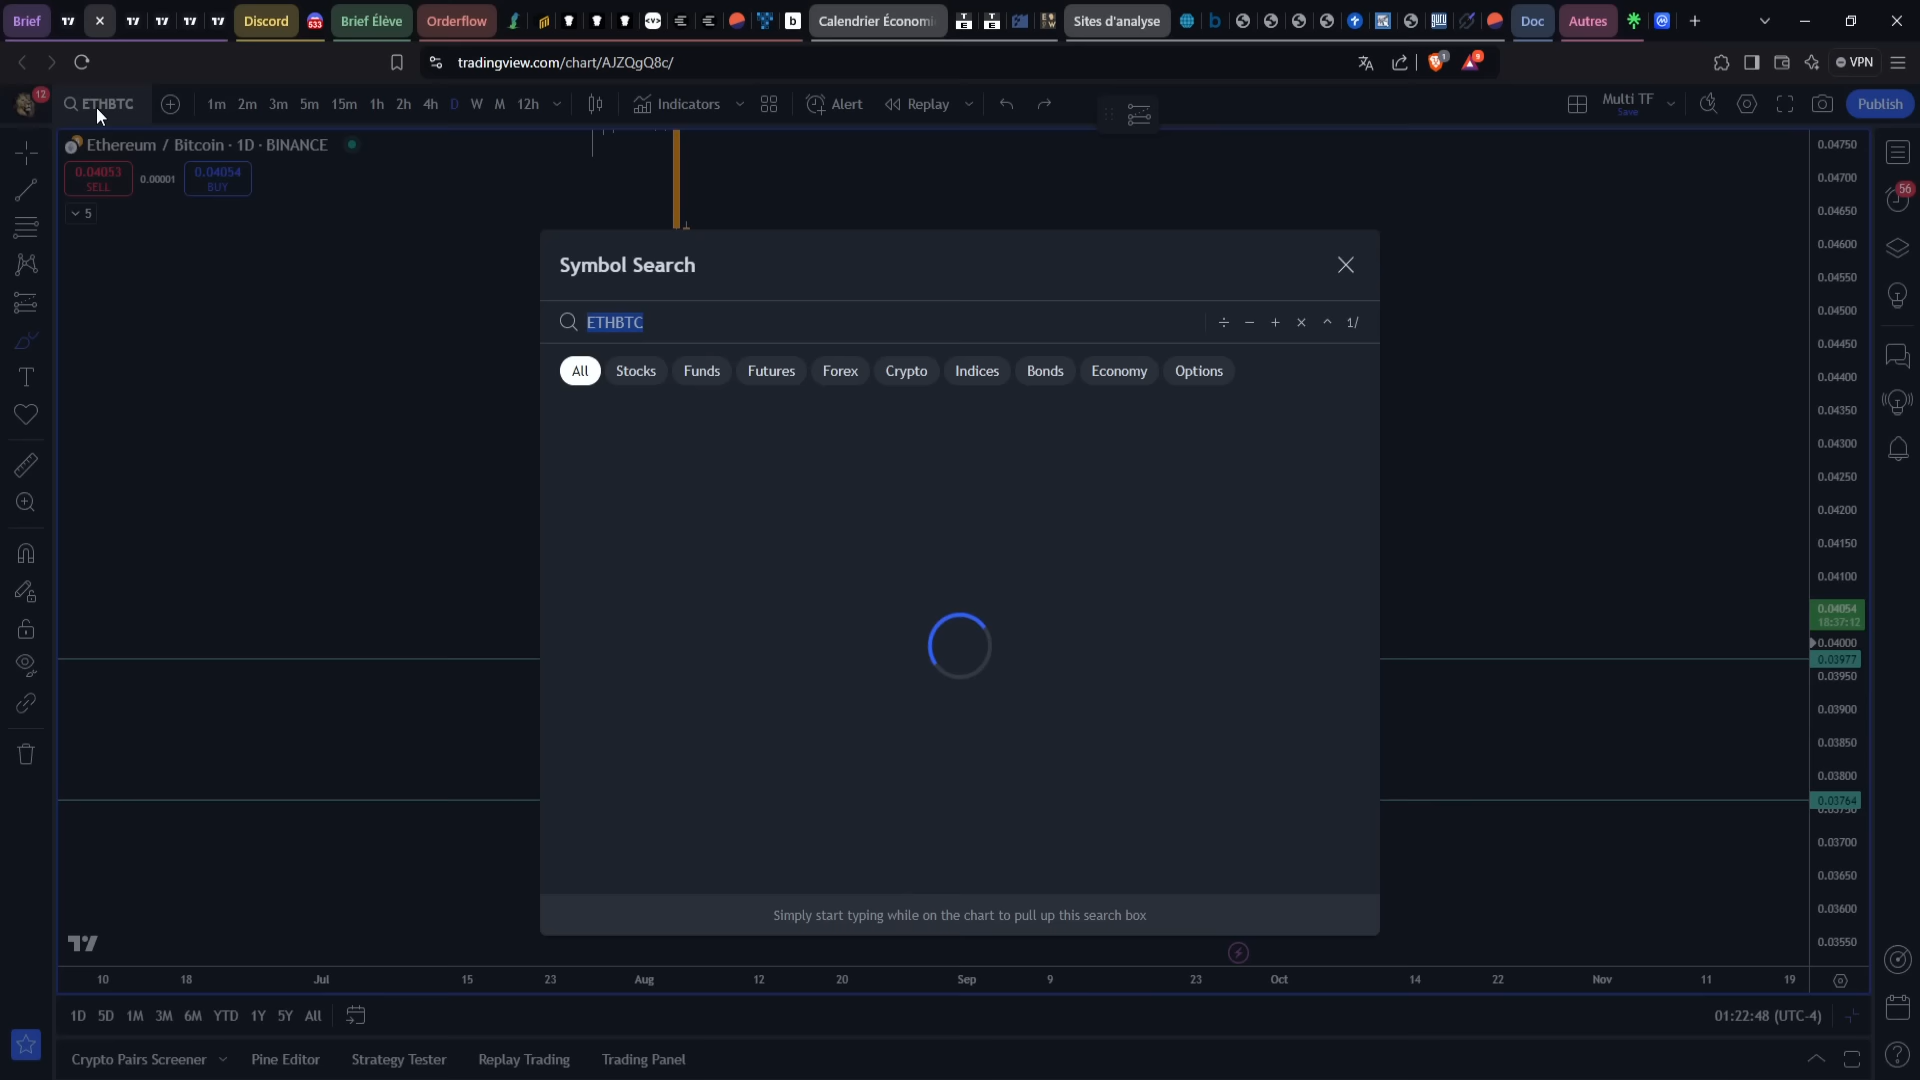 Brief Discord Brief Élève Orderflow Calendrier Économi Sites d'analyse Doc Autres
tradingview.com/chart/AJZQgQ8c/ 1 9 VPN
12 ETHBTC 1m 2m 3m 5m 15m 1h 2h 4h D W M 12h Indicators Alert Replay Multi TF Save Publish
Ethereum / Bitcoin · 1D · BINANCE
0.04053 SELL 0.00001 0.04054 BUY
5
Symbol Search
ETHBTC ÷ − + × ^ 1/
All Stocks Funds Futures Forex Crypto Indices Bonds Economy Options
Simply start typing while on the chart to pull up this search box
0.04750
0.04700
0.04650
0.04600
0.04550
0.04500
0.04450
0.04400
0.04350
0.04300
0.04250
0.04200
0.04150
0.04100
0.04054
18:37:12
0.04000
0.03977
0.03950
0.03900
0.03850
0.03800
0.03764
0.03700
0.03650
0.03600
0.03550
56
10 18 Jul 15 23 Aug 12 20 Sep 9 23 Oct 14 22 Nov 11 19
1D 5D 1M 3M 6M YTD 1Y 5Y All 01:22:48 (UTC-4)
Crypto Pairs Screener Pine Editor Strategy Tester Replay Trading Trading Panel